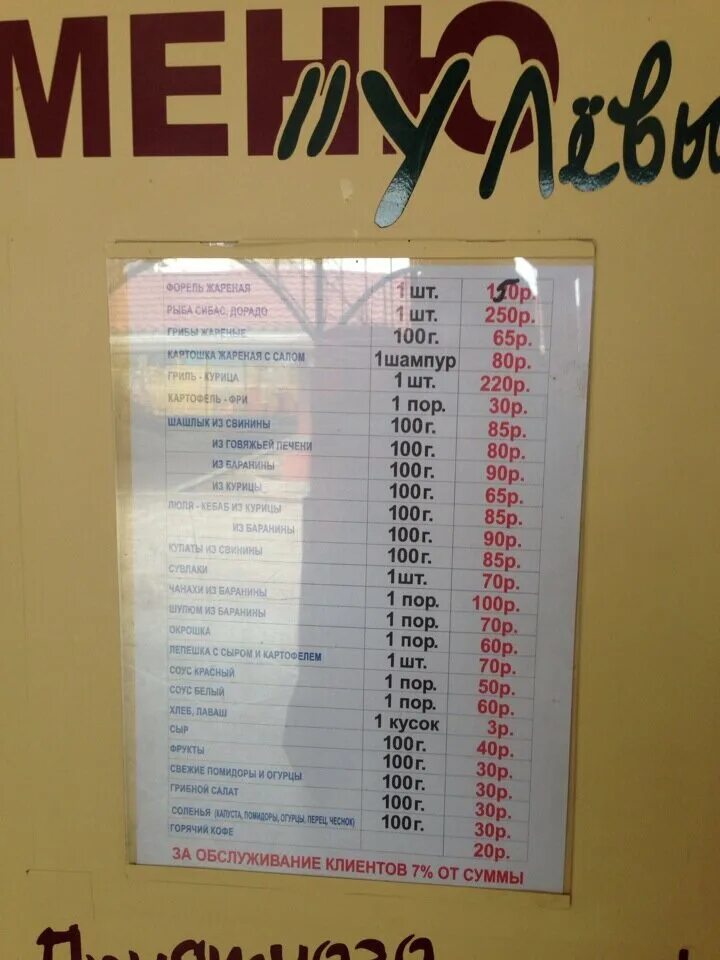 МЕНЮ
"У Лёвы
ФОРЕЛЬ ЖАРЕНАЯ 1 шт. 150р.
РЫБА СИБАС, ДОРАДО 1 шт. 250р.
ГРИБЫ ЖАРЕНЫЕ 100г. 65р.
КАРТОШКА ЖАРЕНАЯ С САЛОМ 1шампур 80р.
ГРИЛЬ - КУРИЦА 1 шт. 220р.
КАРТОФЕЛЬ - ФРИ 1 пор. 30р.
ШАШЛЫК ИЗ СВИНИНЫ 100г. 85р.
ИЗ ГОВЯЖЬЕЙ ПЕЧЕНИ 100г. 80р.
ИЗ БАРАНИНЫ 100г. 90р.
ИЗ КУРИЦЫ 100г. 65р.
ЛЮЛЯ - КЕБАБ ИЗ КУРИЦЫ 100г. 85р.
ИЗ БАРАНИНЫ 100г. 90р.
КУПАТЫ ИЗ СВИНИНЫ 100г. 85р.
СУВЛАКИ 1шт. 70р.
ЧАНАХИ ИЗ БАРАНИНЫ 1 пор. 100р.
ШУЛЮМ ИЗ БАРАНИНЫ 1 пор. 70р.
ОКРОШКА 1 пор. 60р.
ЛЕПЕШКА С СЫРОМ И КАРТОФЕЛЕМ 1 шт. 70р.
СОУС КРАСНЫЙ 1 пор. 50р.
СОУС БЕЛЫЙ 1 пор. 60р.
ХЛЕБ, ЛАВАШ 1 кусок 3р.
СЫР 100г. 40р.
ФРУКТЫ 100г. 30р.
СВЕЖИЕ ПОМИДОРЫ И ОГУРЦЫ 100г. 30р.
ГРИБНОЙ САЛАТ 100г. 30р.
СОЛЕНЬЯ (КАПУСТА, ПОМИДОРЫ, ОГУРЦЫ, ПЕРЕЦ, ЧЕСНОК) 100г. 30р.
ГОРЯЧИЙ КОФЕ 20р.
ЗА ОБСЛУЖИВАНИЕ КЛИЕНТОВ 7% ОТ СУММЫ
Приятного